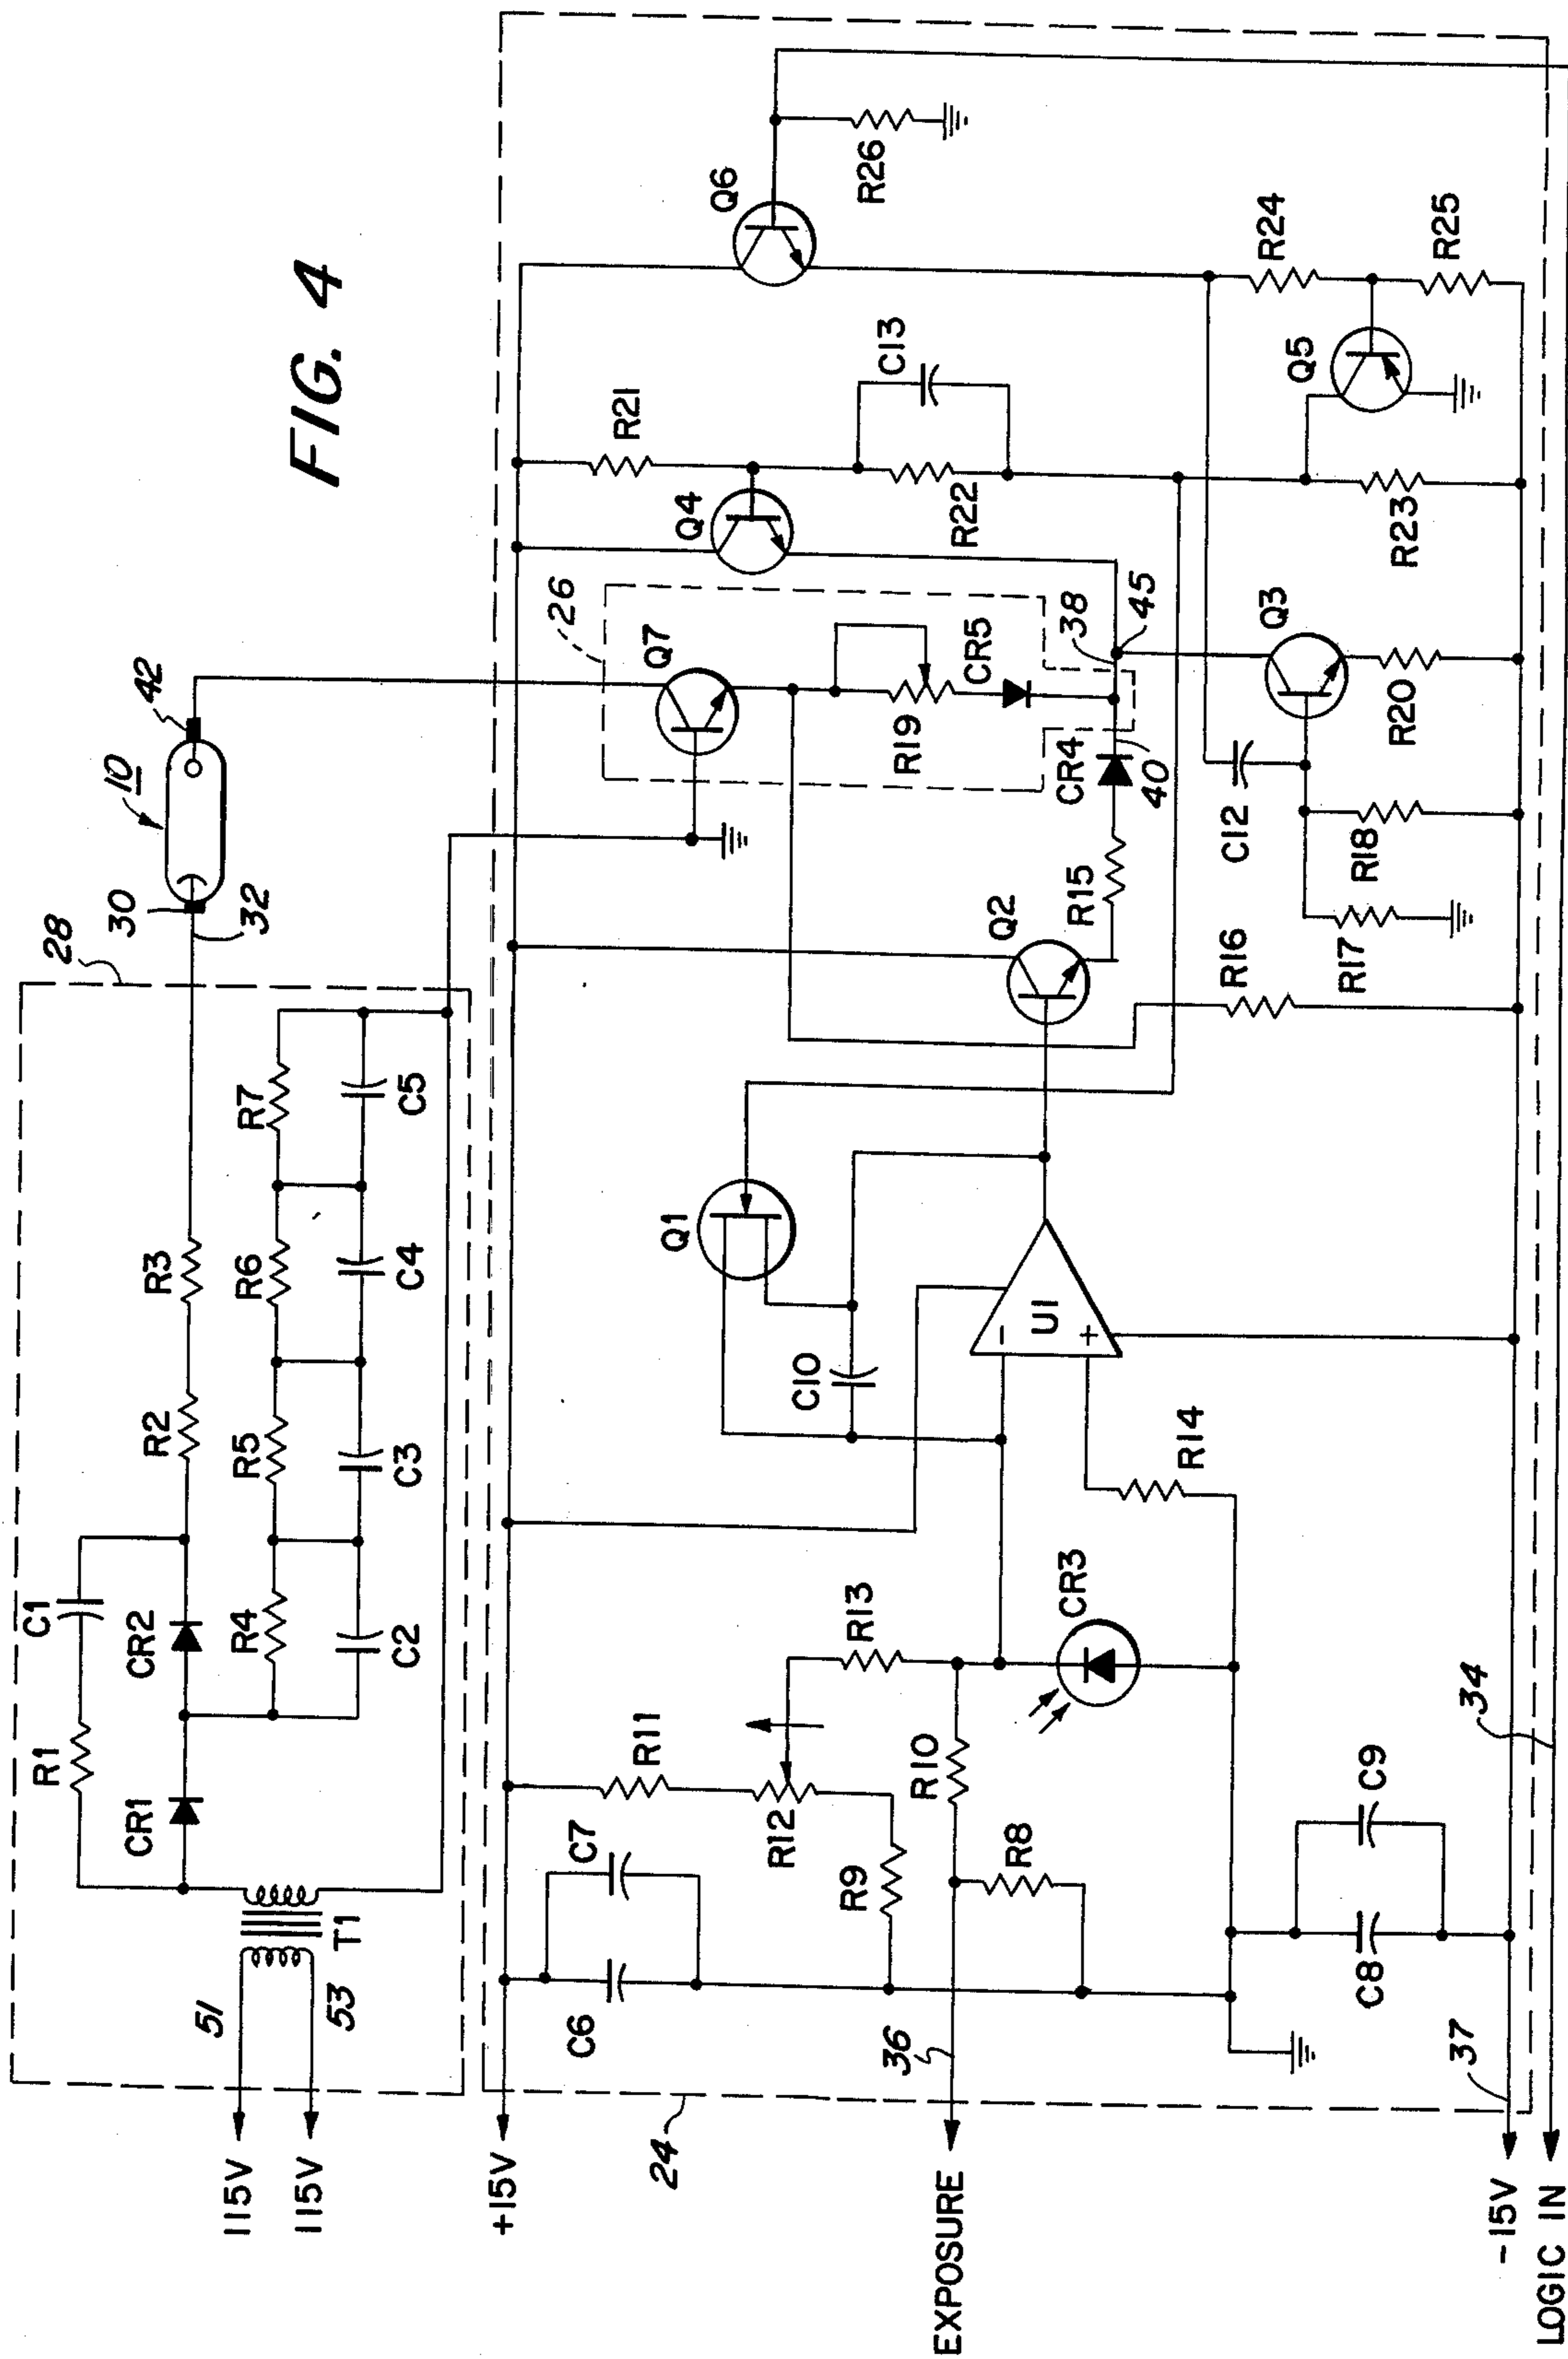 FIG. 4
28
10
42
30
32
C1
R1
CR1
CR2
R2
R3
R4
R5
R6
R7
C2
C3
C4
C5
T1
51
53
115V
115V
+15V
24
26
Q7
Q4
R21
C13
Q6
R26
R19
CR5
R22
38
45
CR4
40
Q2
R15
Q1
C10
U1
R16
R14
R13
CR3
R11
R12
C7
C6
R9
R10
R8
36
EXPOSURE
C12
R17
R18
Q3
R20
R23
Q5
R24
R25
C8
C9
37
34
-15V
LOGIC IN